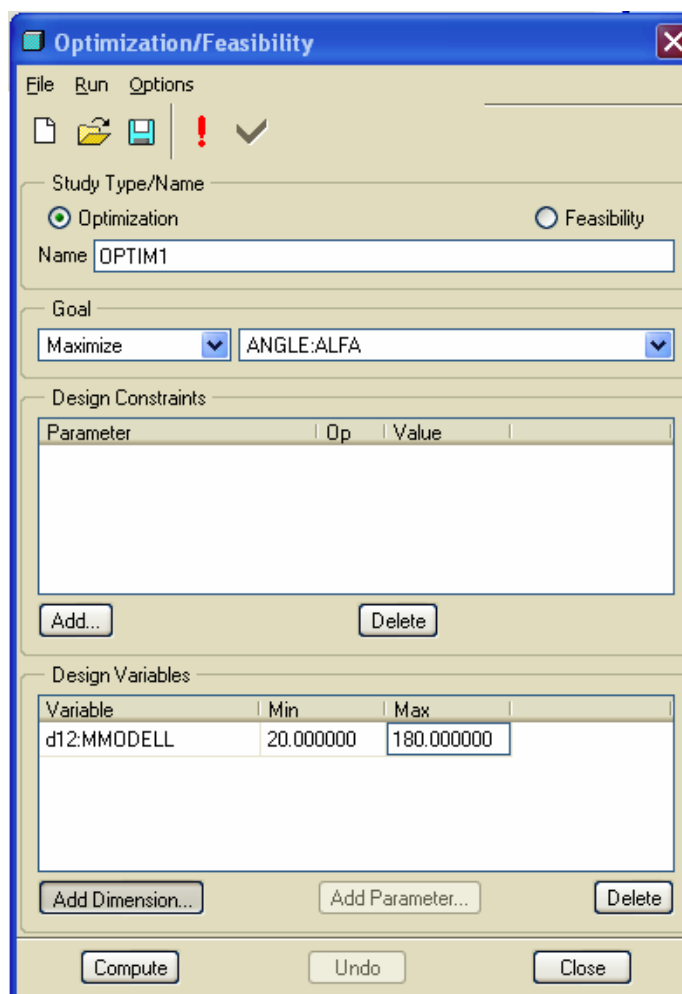 Optimization/Feasibility
File Run Options
Study Type/Name
Optimization Feasibility
Name OPTIM1
Goal
Maximize ANGLE:ALFA
Design Constraints
Parameter Op Value
Add... Delete
Design Variables
Variable Min Max
d12:MMODELL 20.000000 180.000000
Add Dimension... Add Parameter... Delete
Compute Undo Close